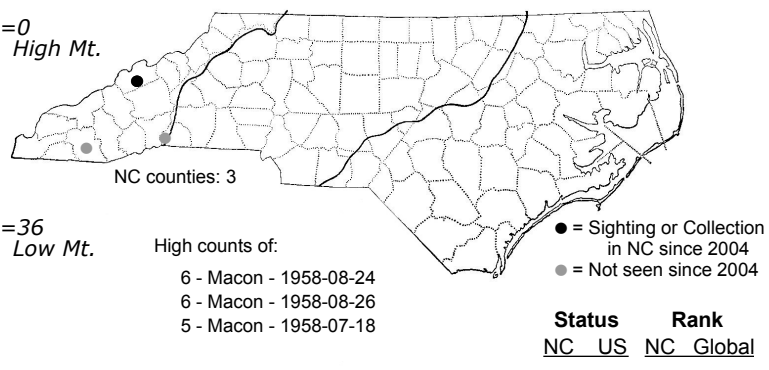 =0
High Mt.
NC counties: 3
=36
Low Mt.
High counts of:
6 - Macon - 1958-08-24
6 - Macon - 1958-08-26
5 - Macon - 1958-07-18
● = Sighting or Collection
in NC since 2004
● = Not seen since 2004
Status Rank
NC US NC Global